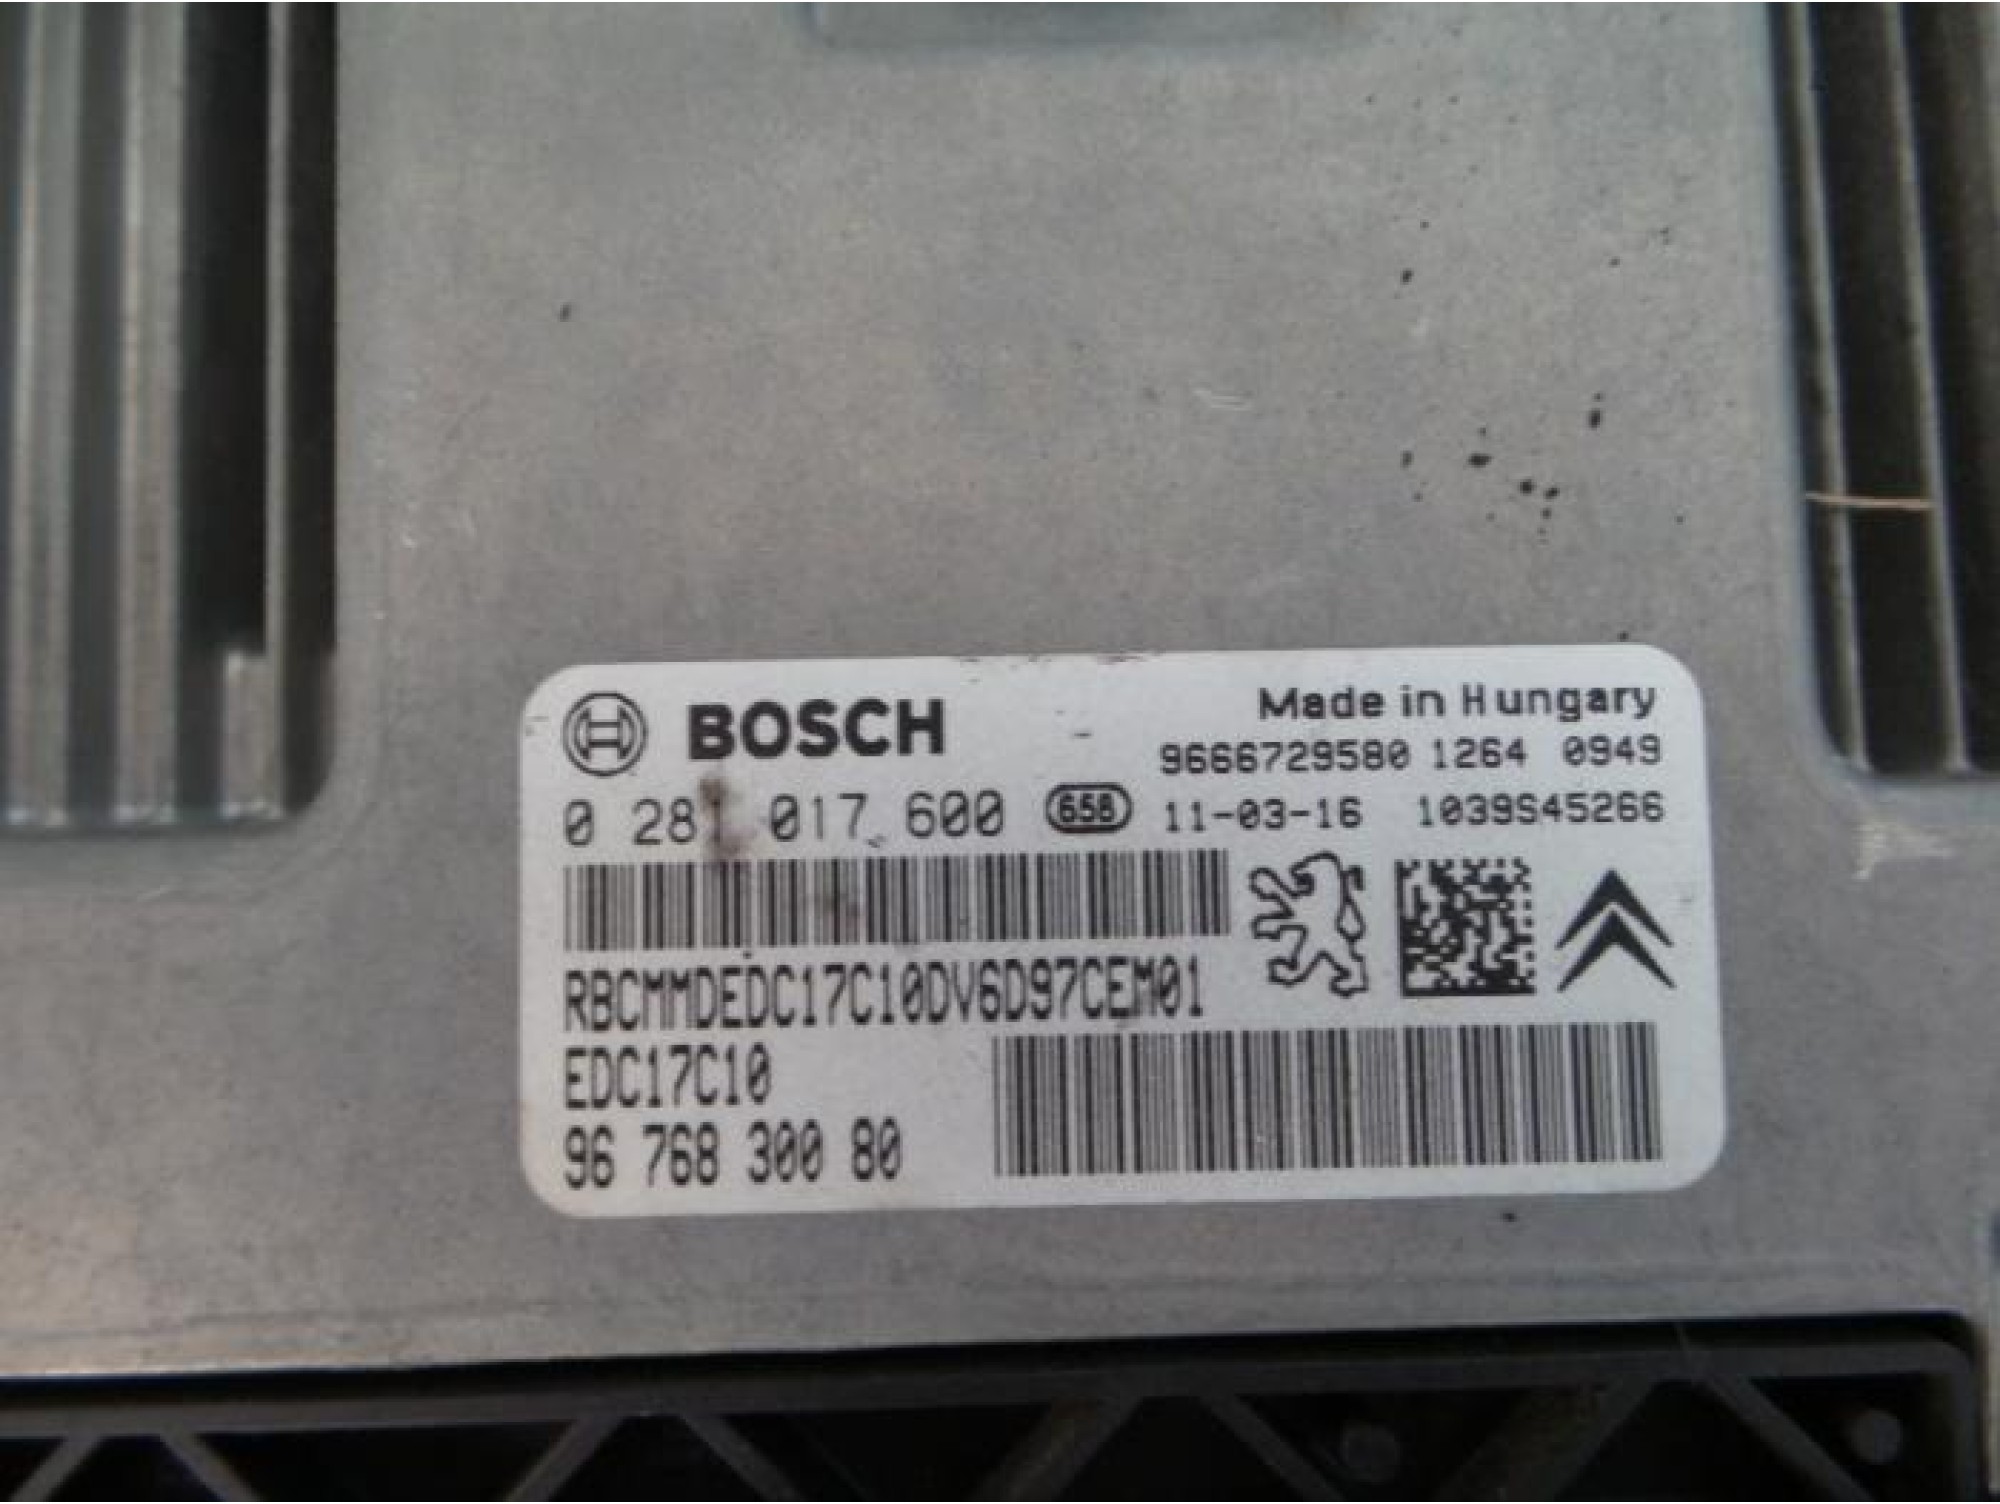 BOSCH
Made in Hungary
9666729580 1264 0949
0 281 017 600 658 11-03-16 1039S45266
RBCMMDEDC17C10DV6D97CEM01
EDC17C10
96 768 300 80